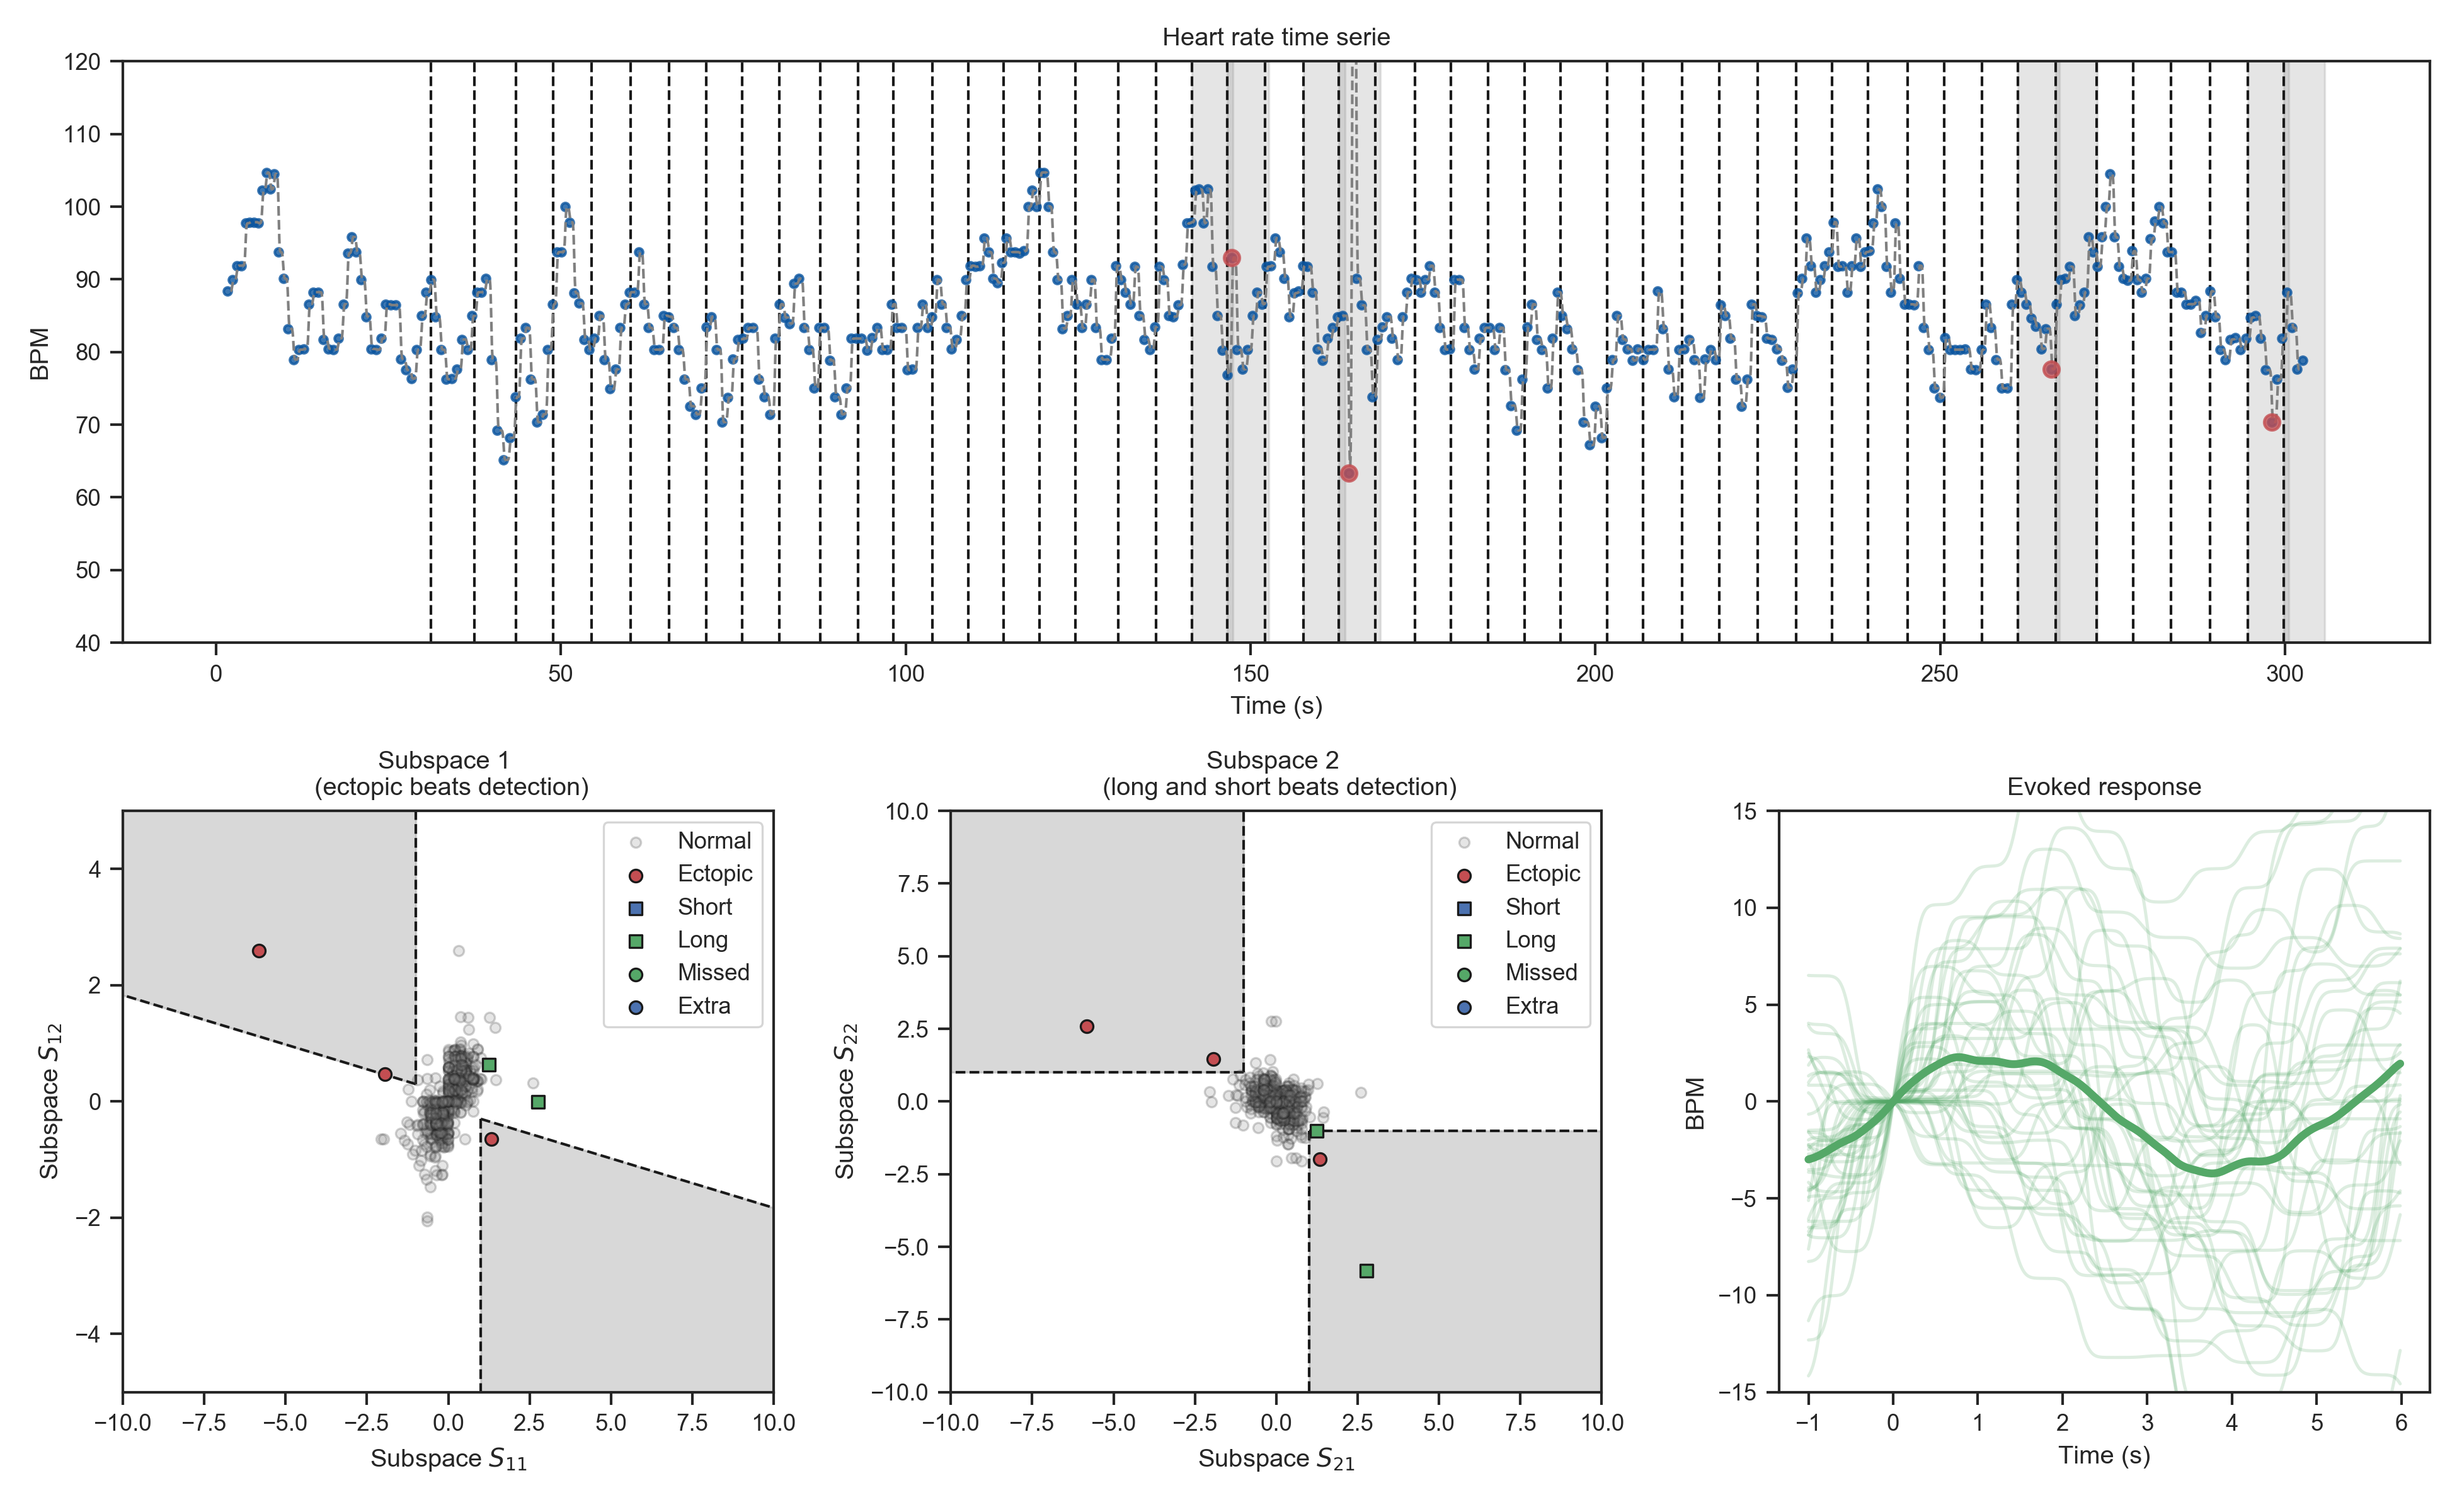 Heart rate time serie
120
110
100
90
80
70
60
50
40
BPM
0 50 100 150 200 250 300
Time (s)
Subspace 1
(ectopic beats detection)
4
2
0
−2
−4
Subspace S12
Normal
Ectopic
Short
Long
Missed
Extra
−10.0 −7.5 −5.0 −2.5 0.0 2.5 5.0 7.5 10.0
Subspace S11
Subspace 2
(long and short beats detection)
10.0
7.5
5.0
2.5
0.0
−2.5
−5.0
−7.5
−10.0
Subspace S22
Normal
Ectopic
Short
Long
Missed
Extra
−10.0 −7.5 −5.0 −2.5 0.0 2.5 5.0 7.5 10.0
Subspace S21
Evoked response
15
10
5
0
−5
−10
−15
BPM
−1 0 1 2 3 4 5 6
Time (s)